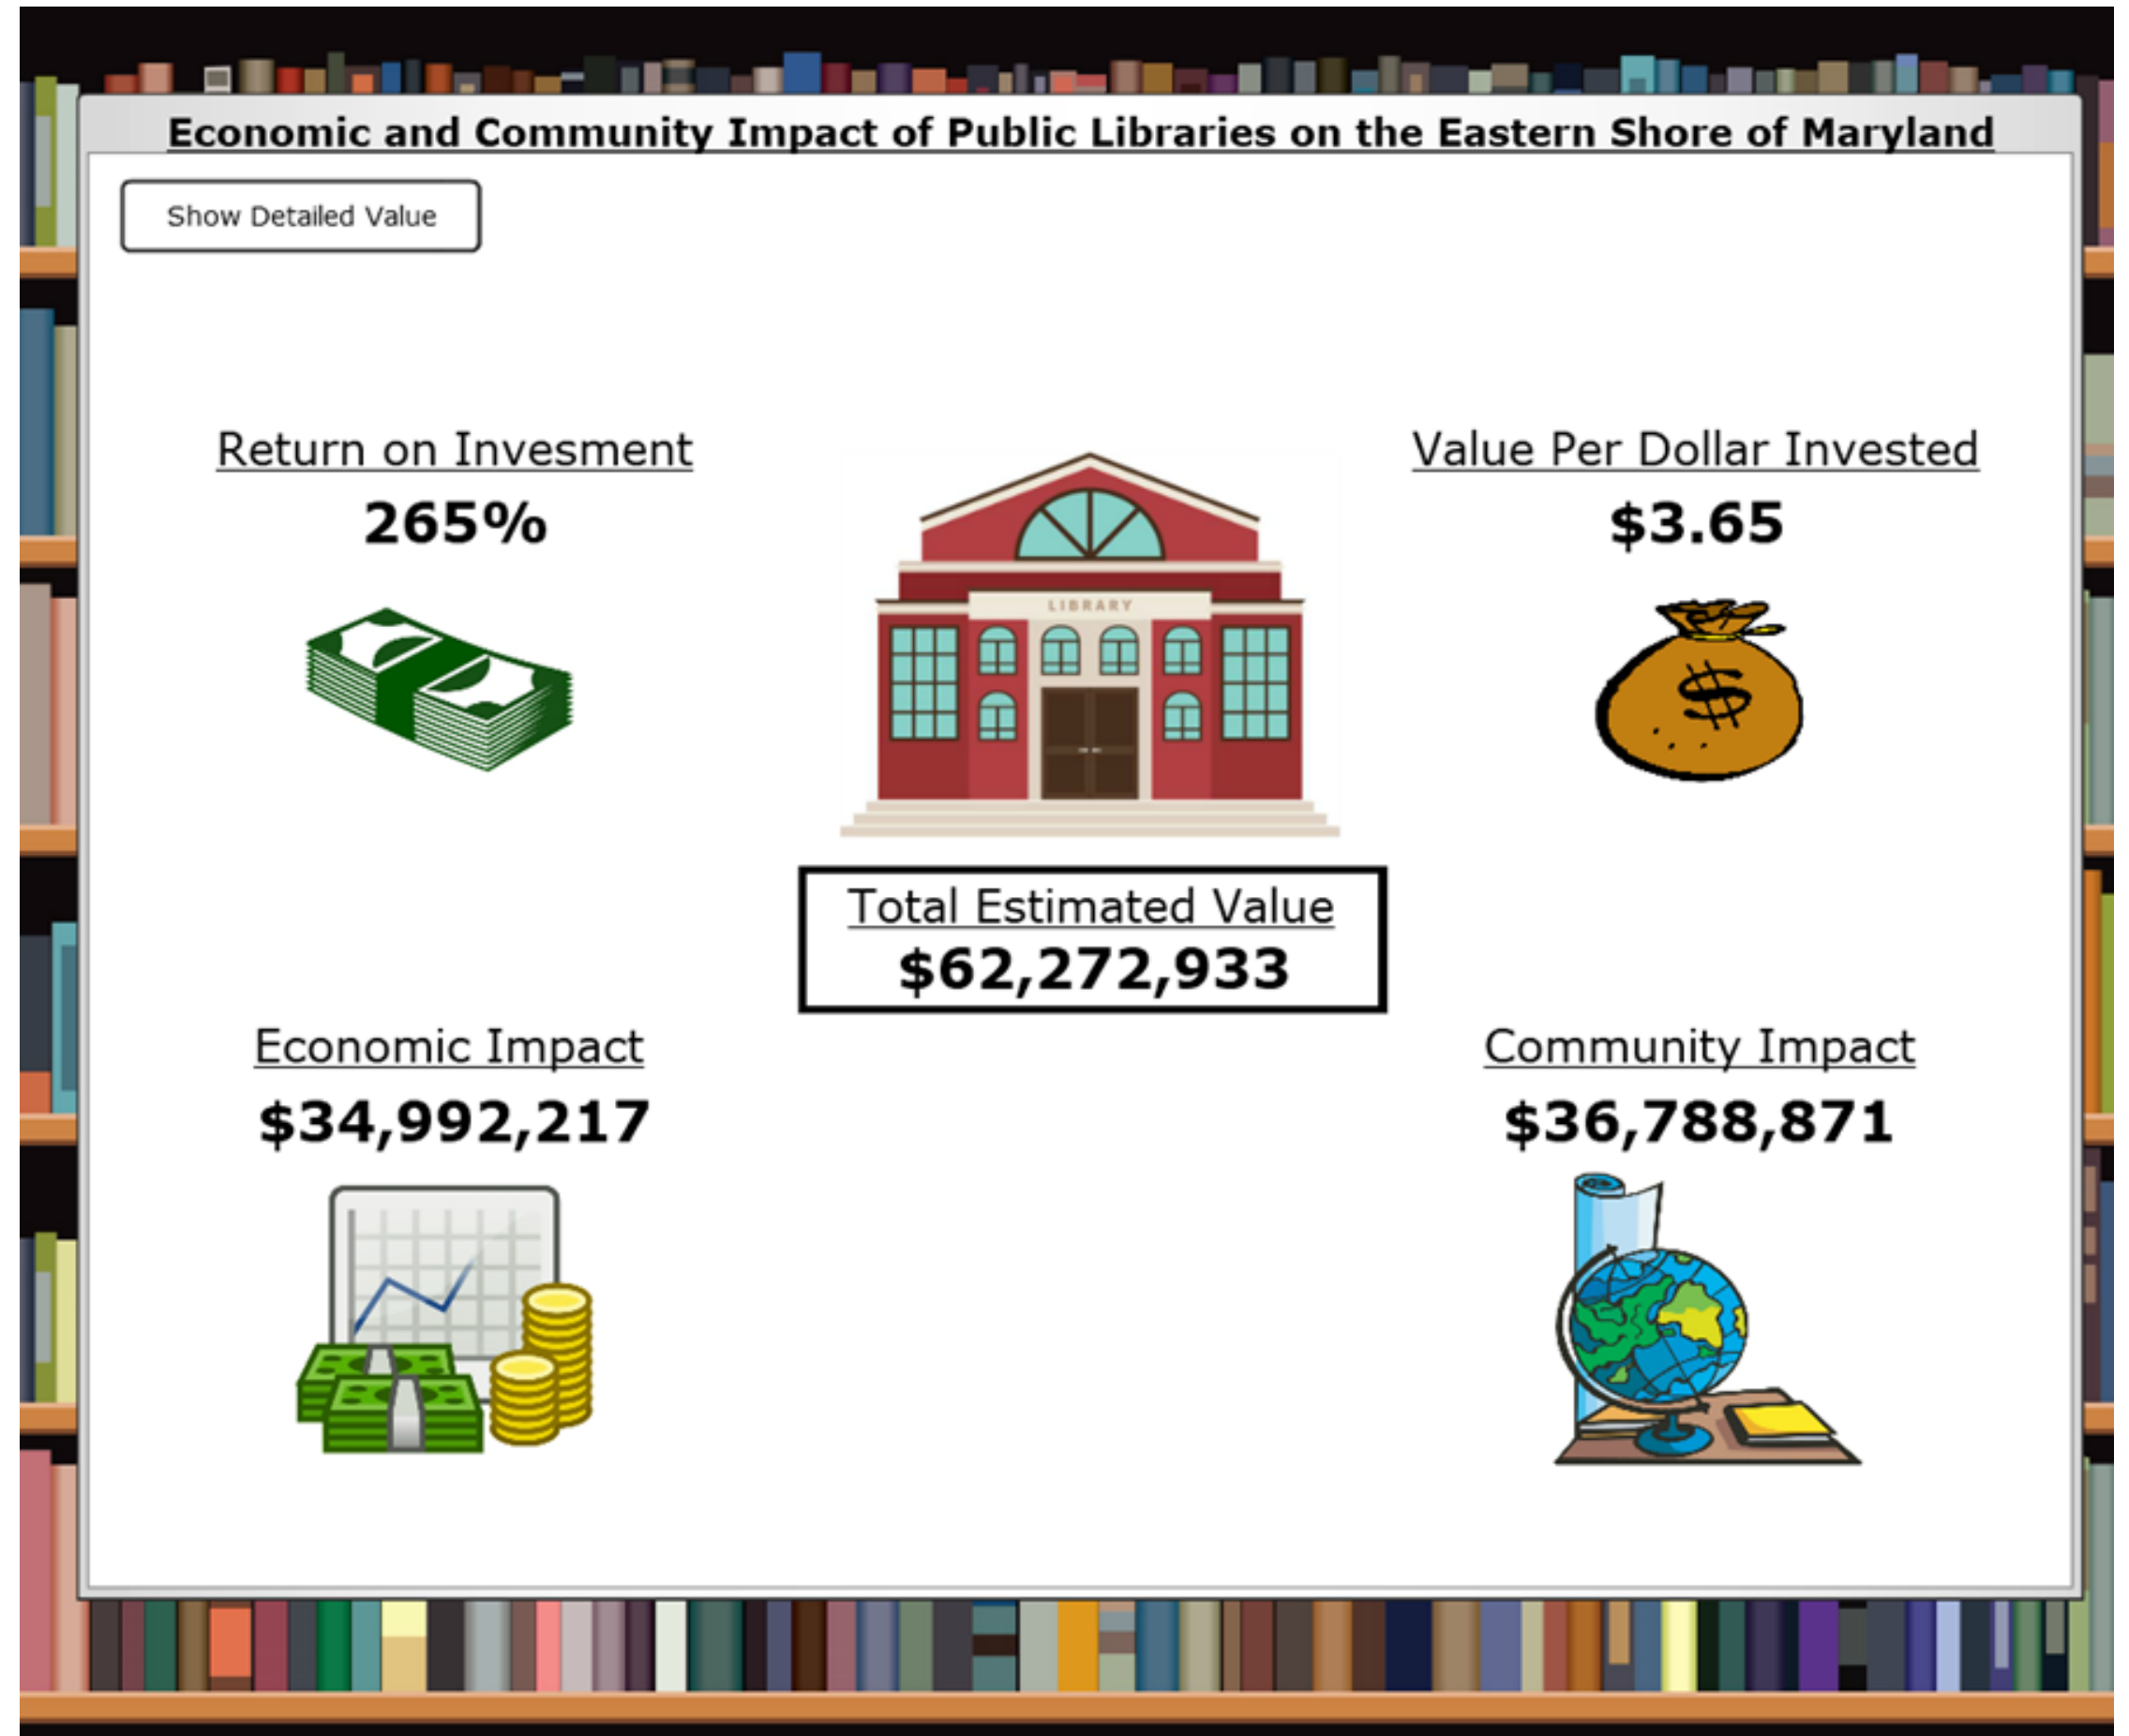 Economic and Community Impact of Public Libraries on the Eastern Shore of Maryland
Show Detailed Value
Return on Invesment
265%
Value Per Dollar Invested
$3.65
LIBRARY
Total Estimated Value
$62,272,933
Economic Impact
$34,992,217
Community Impact
$36,788,871